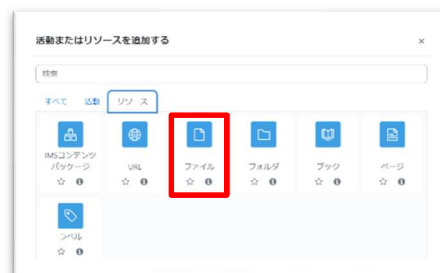 活動またはリソースを追加する
×
検索
すべて 活動 リソース
IMSコンテンツ
パッケージ
URL
ファイル
フォルダ
ブック
ページ
ラベル